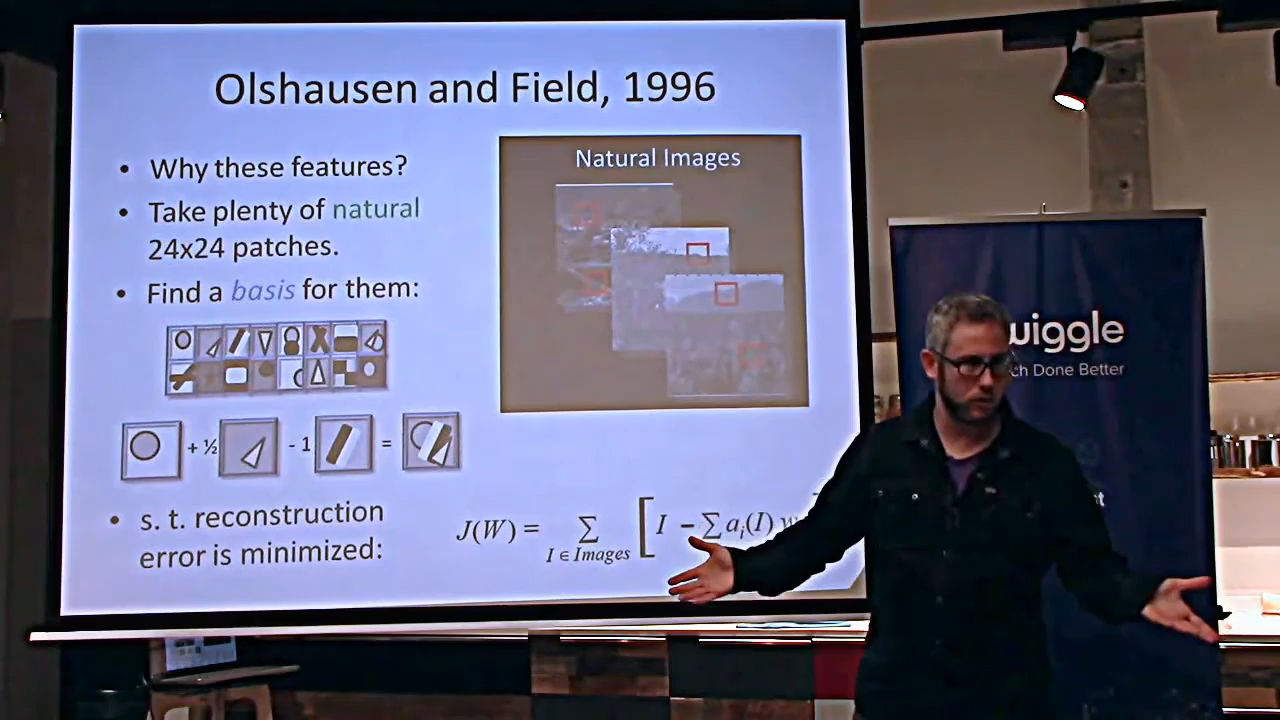 Olshausen and Field, 1996
• Why these features?
• Take plenty of natural
24x24 patches.
• Find a basis for them:
+ ½ - 1 =
• s. t. reconstruction
error is minimized:
Natural Images
J(W) = ∑ [I - ∑ aᵢ(I)
I ∈ Images
wiggle
ch Done Better